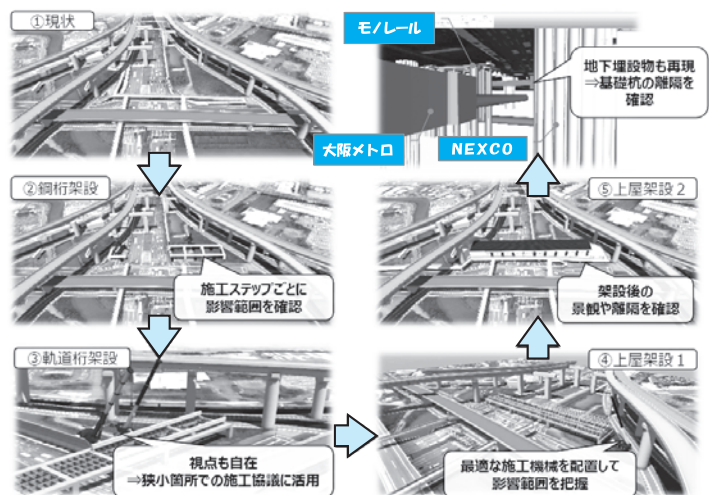 ①現状
②鋼桁架設
施工ステップごとに
影響範囲を確認
③軌道桁架設
視点も自在
⇒狭小箇所での施工協議に活用
④上屋架設1
最適な施工機械を配置して
影響範囲を把握
⑤上屋架設2
架設後の
景観や離隔を確認
モノレール
地下埋設物も再現
⇒基礎杭の離隔を
確認
大阪メトロ
NEXCO